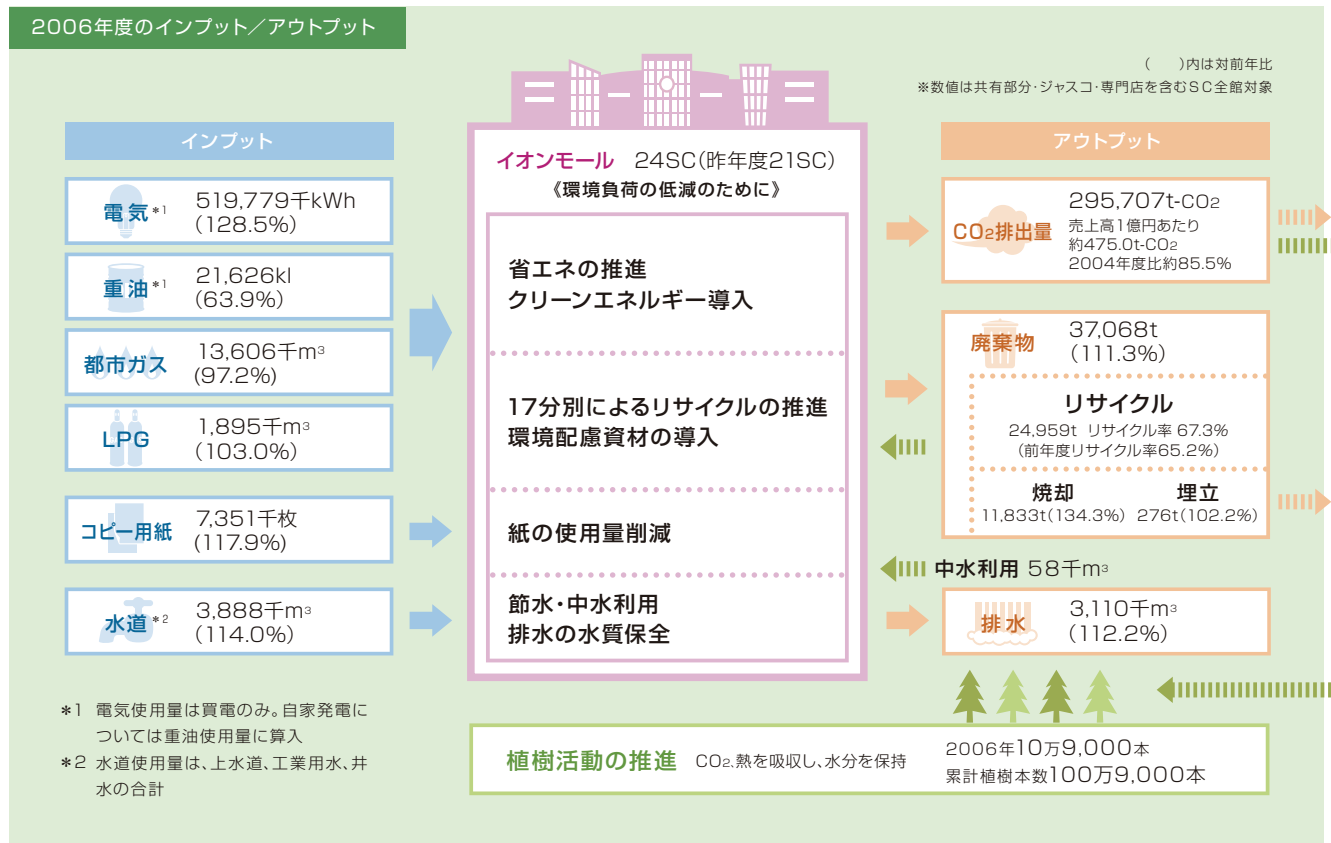 2006年度のインプット／アウトプット
（　　）内は対前年比
※数値は共有部分・ジャスコ・専門店を含むSC全館対象
インプット
電気*1
519,779千kWh
(128.5%)
重油*1
21,626kl
(63.9%)
都市ガス
13,606千m³
(97.2%)
LPG
1,895千m³
(103.0%)
コピー用紙
7,351千枚
(117.9%)
水道*2
3,888千m³
(114.0%)
*1 電気使用量は買電のみ。自家発電に
ついては重油使用量に算入
*2 水道使用量は、上水道、工業用水、井
水の合計
イオンモール 24SC(昨年度21SC)
《環境負荷の低減のために》
省エネの推進
クリーンエネルギー導入
17分別によるリサイクルの推進
環境配慮資材の導入
紙の使用量削減
節水・中水利用
排水の水質保全
アウトプット
CO₂排出量
295,707t-CO₂
売上高1億円あたり
約475.0t-CO₂
2004年度比約85.5%
廃棄物
37,068t
(111.3%)
リサイクル
24,959t リサイクル率 67.3%
(前年度リサイクル率65.2%)
焼却 埋立
11,833t(134.3%) 276t(102.2%)
中水利用 58千m³
排水
3,110千m³
(112.2%)
植樹活動の推進 CO₂、熱を吸収し、水分を保持
2006年10万9,000本
累計植樹本数100万9,000本